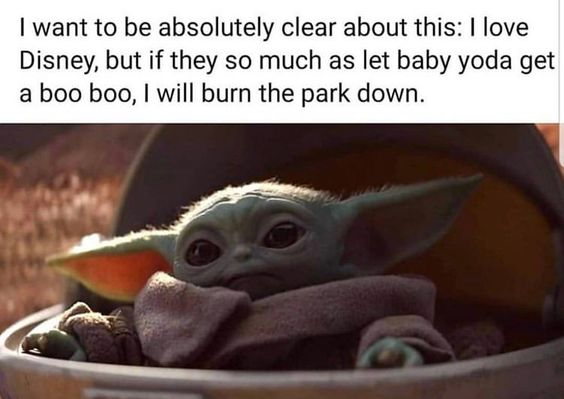 I want to be absolutely clear about this: I love
Disney, but if they so much as let baby yoda get
a boo boo, I will burn the park down.